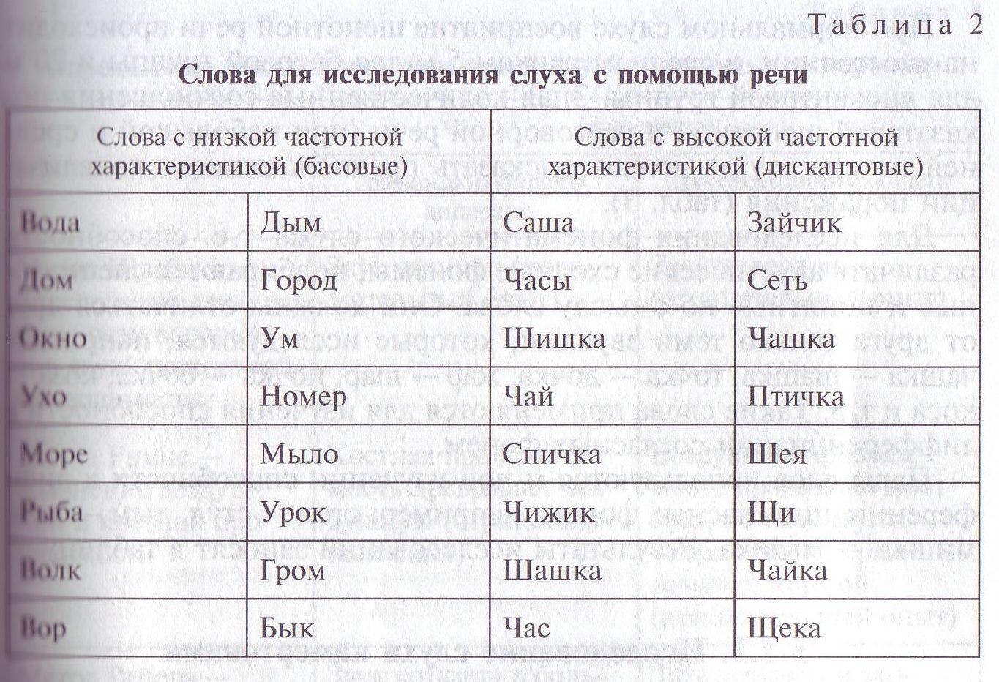 Таблица 2
Слова для исследования слуха с помощью речи
Слова с низкой частотной характеристикой (басовые) Слова с высокой частотной характеристикой (дискантовые)
Вода Дым Саша Зайчик
Дом Город Часы Сеть
Окно Ум Шишка Чашка
Ухо Номер Чай Птичка
Море Мыло Спичка Шея
Рыба Урок Чижик Щи
Волк Гром Шашка Чайка
Вор Бык Час Щека